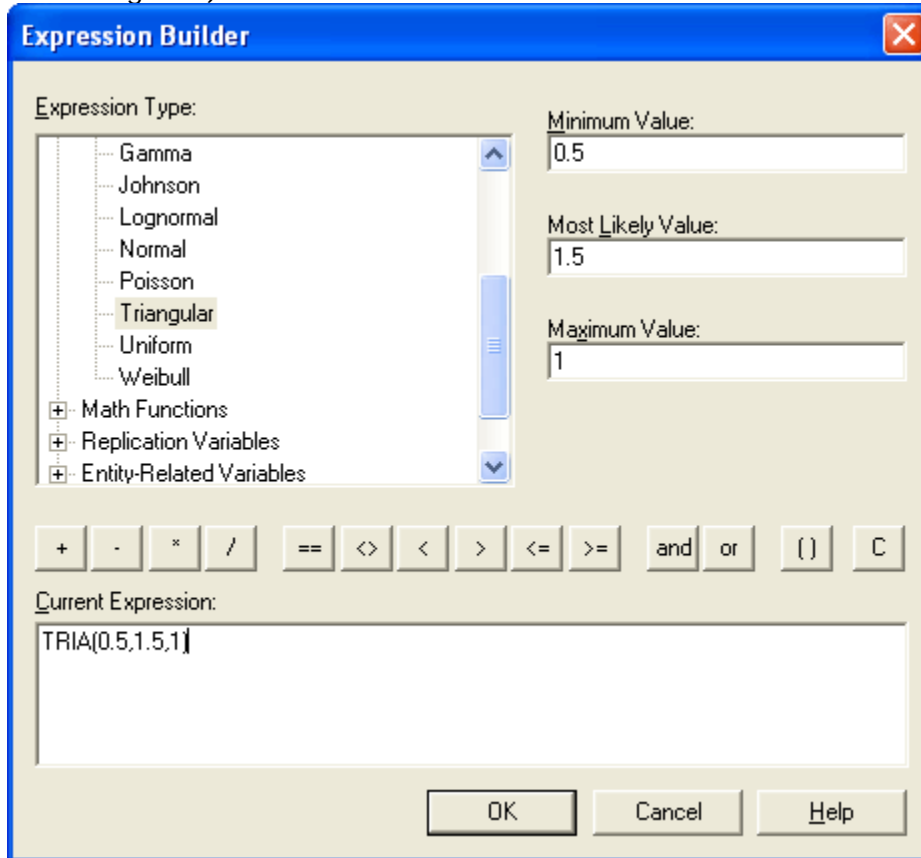 Expression Builder
Expression Type:
Gamma
Johnson
Lognormal
Normal
Poisson
Triangular
Uniform
Weibull
Math Functions
Replication Variables
Entity-Related Variables
Minimum Value:
0.5
Most Likely Value:
1.5
Maximum Value:
1
+ - * / == <> < > <= >= and or () C
Current Expression:
TRIA(0.5,1.5,1)
OK Cancel Help